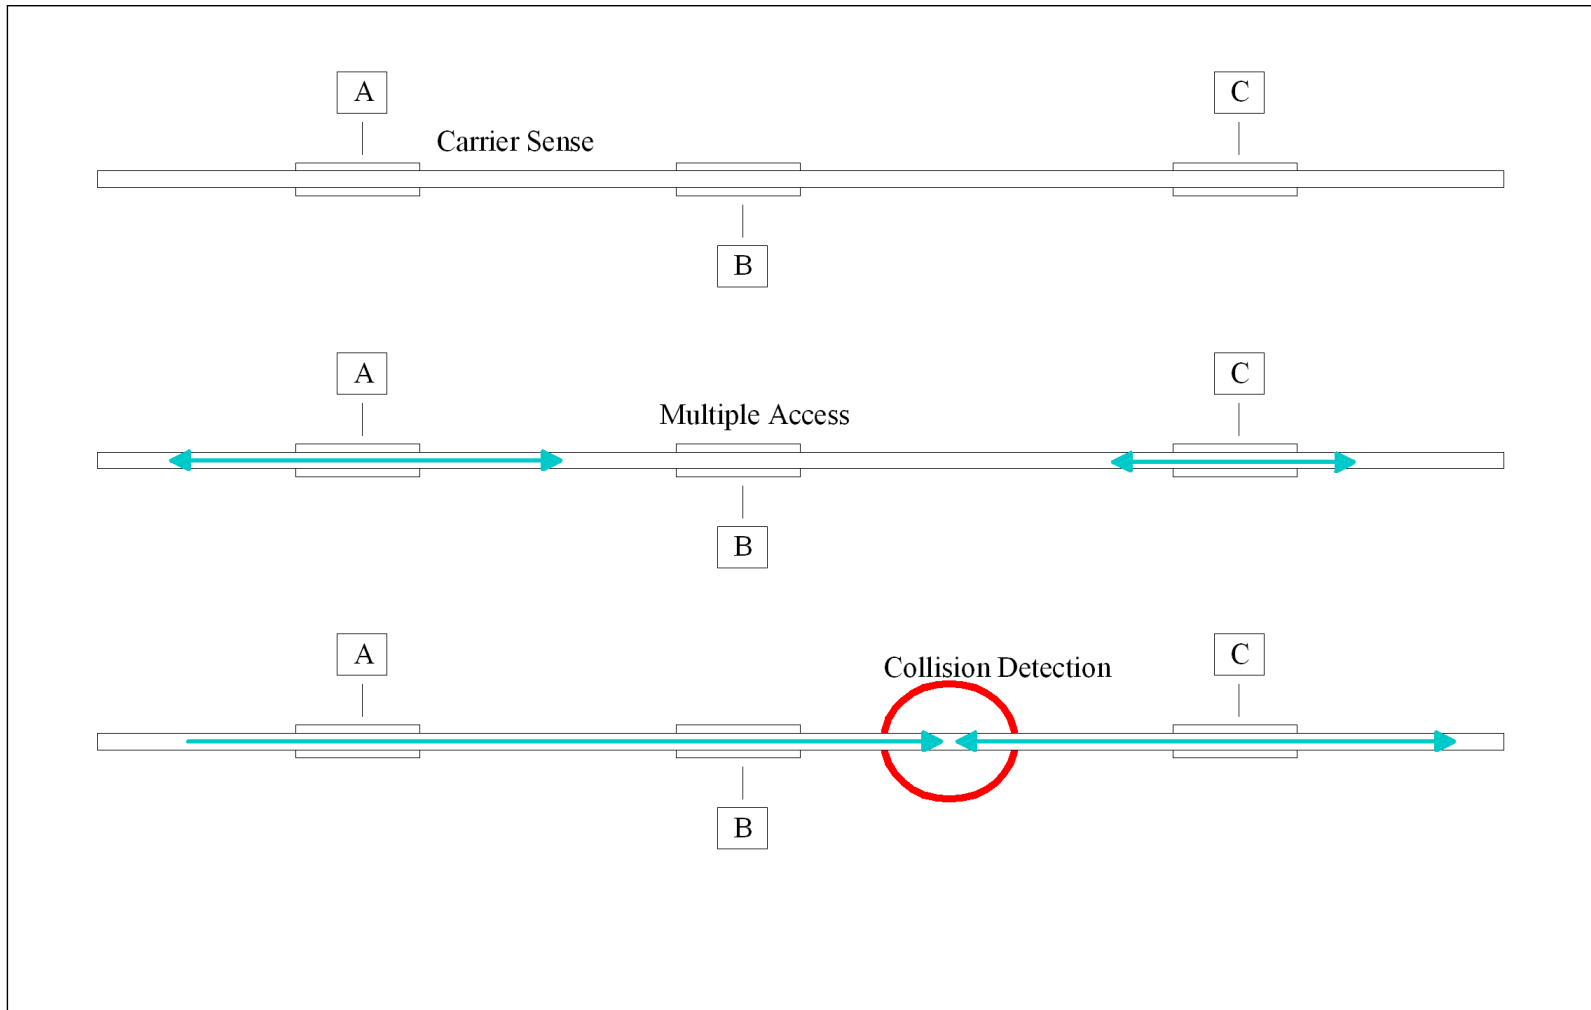 A
C
Carrier Sense
B
A
C
Multiple Access
B
A
C
Collision Detection
B